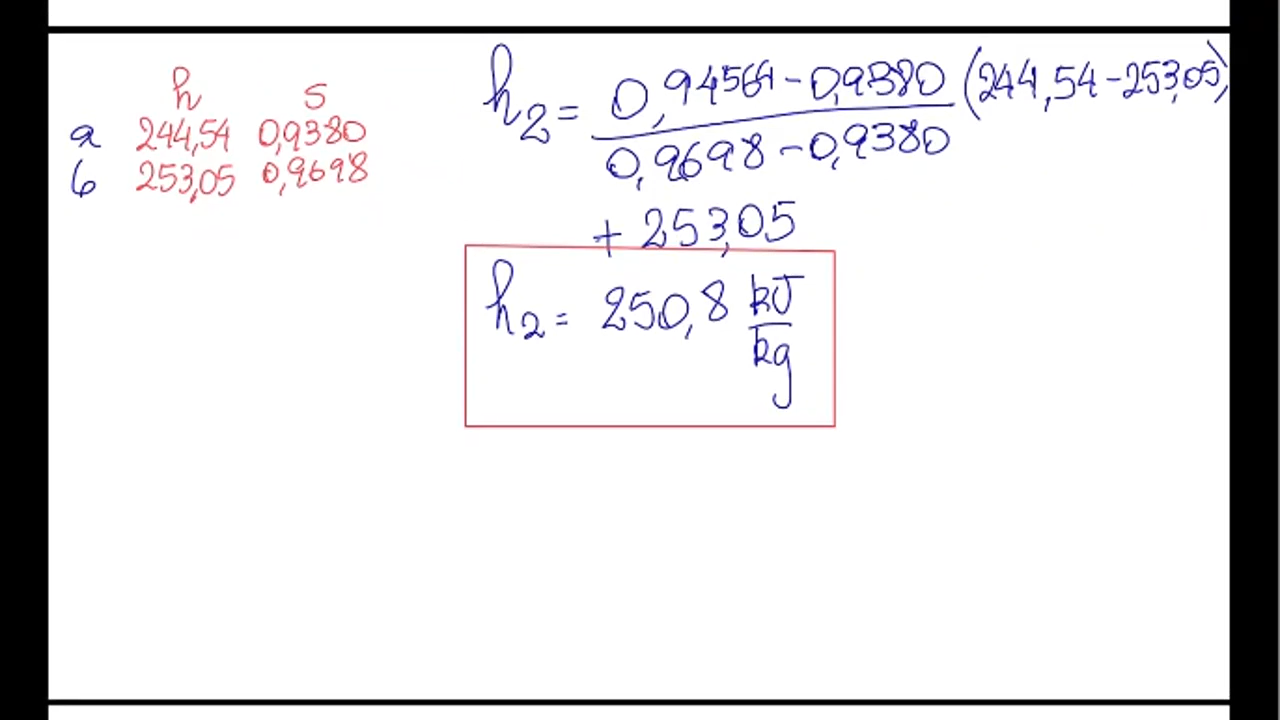 h s
a 244,54 0,9380
b 253,05 0,9698
h₂ = 0,94564 - 0,9380 (244,54 - 253,05)
0,9698 - 0,9380
+ 253,05
h₂ = 250,8 kJ
kg